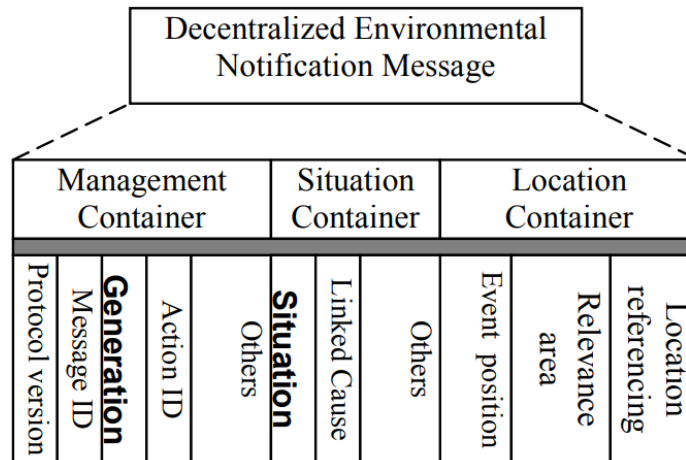 Decentralized Environmental
Notification Message
Management
Container
Situation
Container
Location
Container
Protocol version
Message ID
Generation
Action ID
Others
Situation
Linked Cause
Others
Event position
Relevance
area
Location
referencing